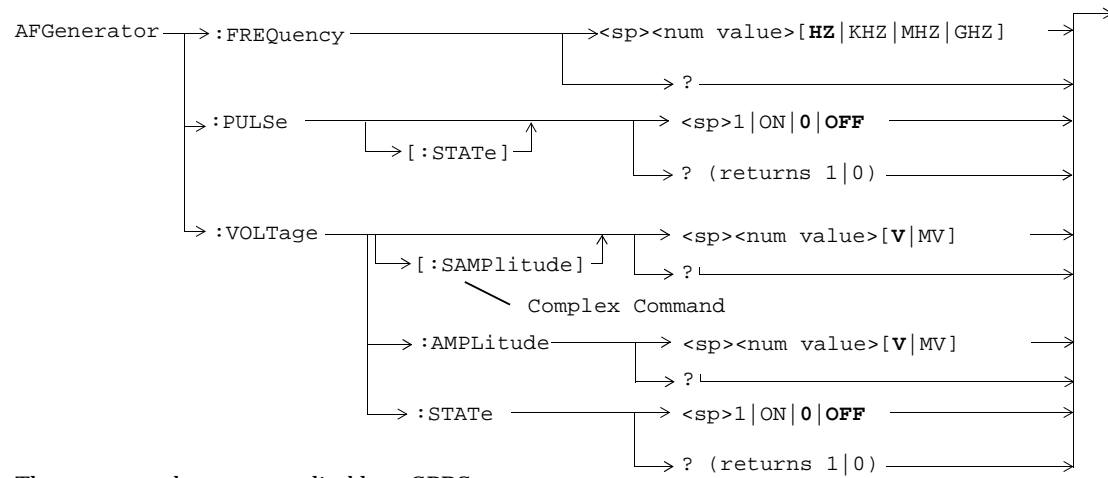 AFGenerator :FREQuency <sp><num value>[HZ|KHZ|MHZ|GHZ]
?
:PULSe <sp>1|ON|0|OFF
[:STATe]
? (returns 1|0)
:VOLTage <sp><num value>[V|MV]
[:SAMPlitude] ?
Complex Command
:AMPLitude <sp><num value>[V|MV]
?
:STATe <sp>1|ON|0|OFF
? (returns 1|0)